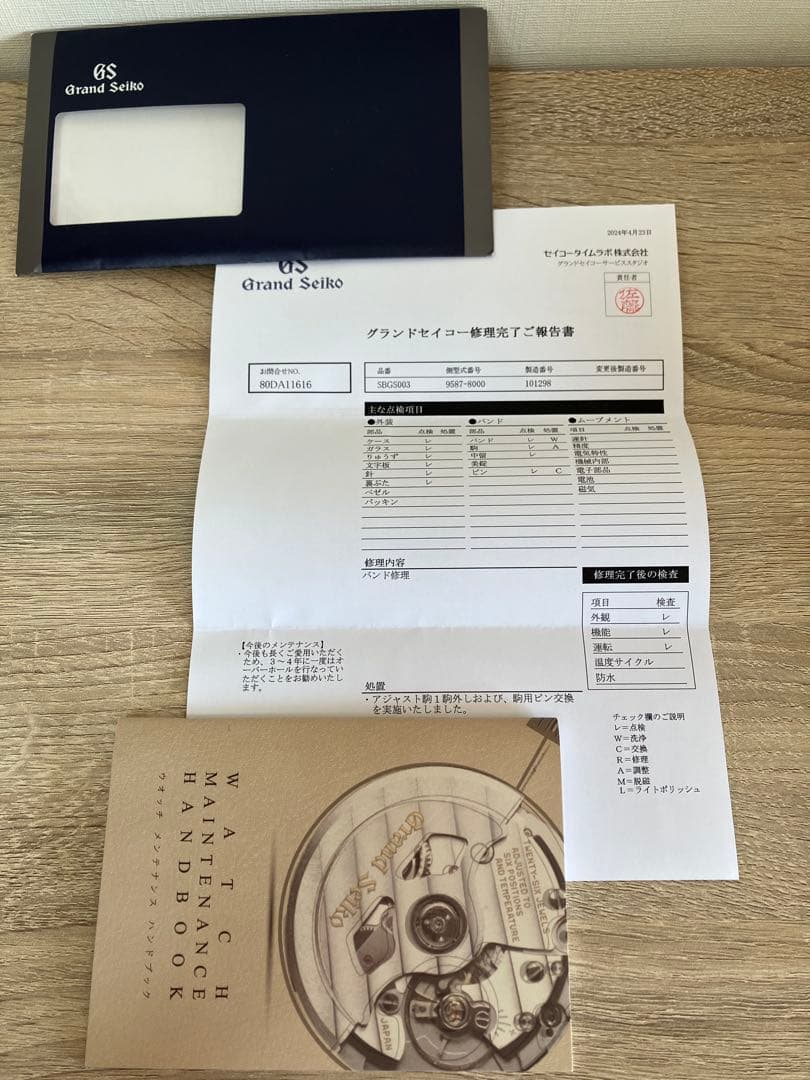 GS
Grand Seiko
2024年4月23日
セイコータイムラボ株式会社
グランドセイコーサービススタジオ
責任者
佐藤
GS
Grand Seiko
グランドセイコー修理完了ご報告書
お問合せNO.
80DA11616
品番 側型式番号 製造番号 変更後製造番号
SBGS003 9587-8000 101298
主な点検項目
●外装 ●バンド ●ムーブメント
部品 点検 処置 部品 点検 処置 項目 点検 処置
ケース レ バンド レ W 運針
ガラス レ 駒 レ A 精度
りゅうず レ 中留 レ 電気特性
文字板 レ 美錠 機械内部
針 レ ピン レ C 電子部品
裏ぶた レ 電池
ベゼル 磁気
パッキン
修理内容
バンド修理
修理完了後の検査
項目 検査
外観 レ
機能 レ
運転 レ
温度サイクル
防水
【今後のメンテナンス】
・今後も長くご愛用いただく
ため、3~4年に一度はオー
バーホールを行なってい
ただくことをお勧めいたし
ます。
処置
・アジャスト駒1駒外しおよび、駒用ピン交換
を実施いたしました。
チェック欄のご説明
レ=点検
W=洗浄
C=交換
R=修理
A=調整
M=脱磁
L=ライトポリッシュ
WATCH
MAINTENANCE
HANDBOOK
ウオッチ メンテナンス ハンドブック
Grand Seiko
TWENTY-SIX JEWELS
ADJUSTED TO
SIX POSITIONS
AND TEMPERATURE
JAPAN